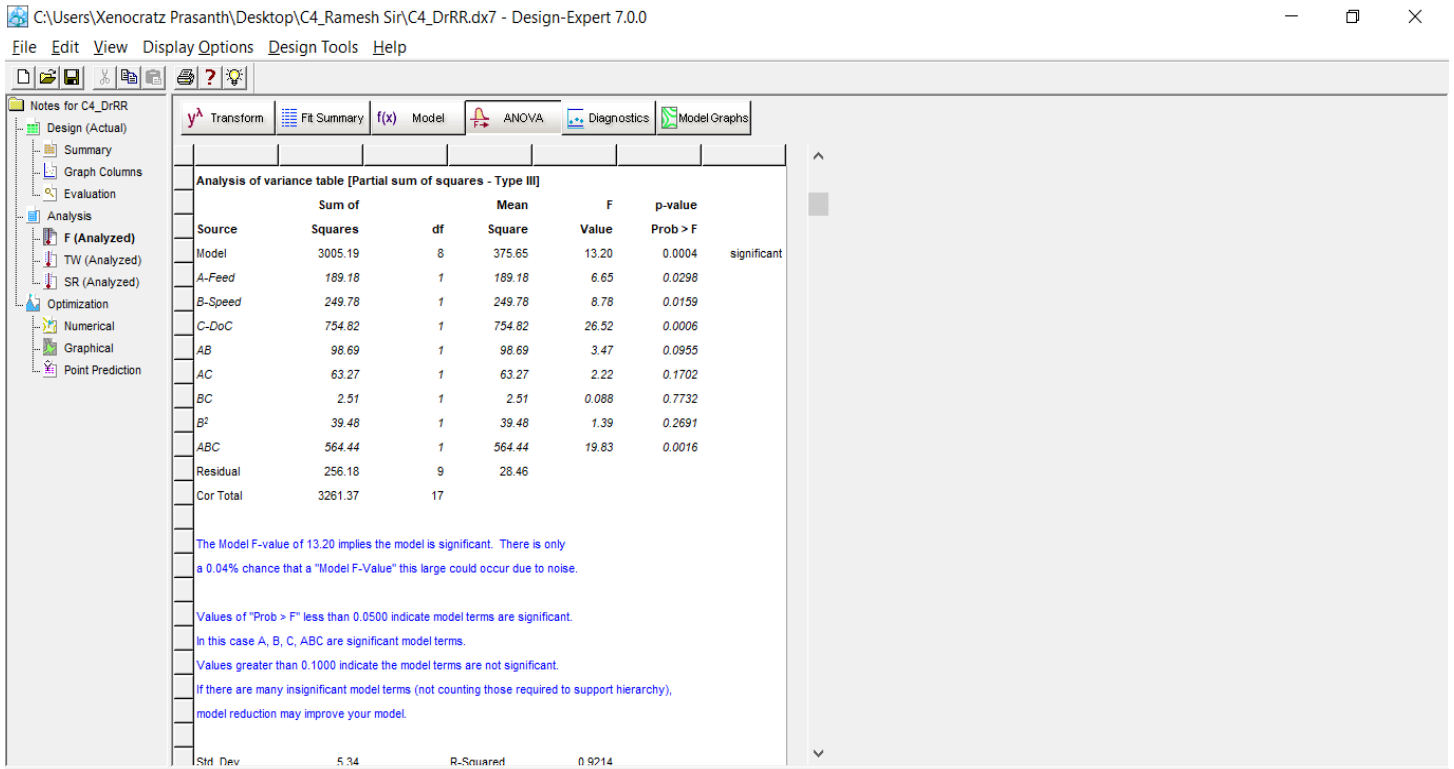 C:\Users\Xenocratz Prasanth\Desktop\C4_Ramesh Sir\C4_DrRR.dx7 - Design-Expert 7.0.0
File Edit View Display Options Design Tools Help
Notes for C4_DrRR
Design (Actual)
Summary
Graph Columns
Evaluation
Analysis
F (Analyzed)
TW (Analyzed)
SR (Analyzed)
Optimization
Numerical
Graphical
Point Prediction
yλ Transform Fit Summary f(x) Model ANOVA Diagnostics Model Graphs
Analysis of variance table [Partial sum of squares - Type III]
Sum of Mean F p-value
Source Squares df Square Value Prob > F
Model 3005.19 8 375.65 13.20 0.0004 significant
A-Feed 189.18 1 189.18 6.65 0.0298
B-Speed 249.78 1 249.78 8.78 0.0159
C-DoC 754.82 1 754.82 26.52 0.0006
AB 98.69 1 98.69 3.47 0.0955
AC 63.27 1 63.27 2.22 0.1702
BC 2.51 1 2.51 0.088 0.7732
B² 39.48 1 39.48 1.39 0.2691
ABC 564.44 1 564.44 19.83 0.0016
Residual 256.18 9 28.46
Cor Total 3261.37 17
The Model F-value of 13.20 implies the model is significant. There is only
a 0.04% chance that a "Model F-Value" this large could occur due to noise.
Values of "Prob > F" less than 0.0500 indicate model terms are significant.
In this case A, B, C, ABC are significant model terms.
Values greater than 0.1000 indicate the model terms are not significant.
If there are many insignificant model terms (not counting those required to support hierarchy),
model reduction may improve your model.
Std. Dev. 5.34 R-Squared 0.9214